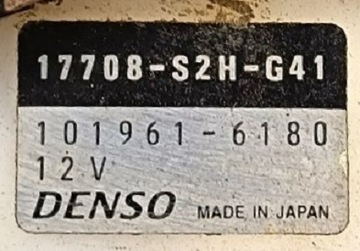 17708-S2H-G41
101961-6180
12V
DENSO MADE IN JAPAN